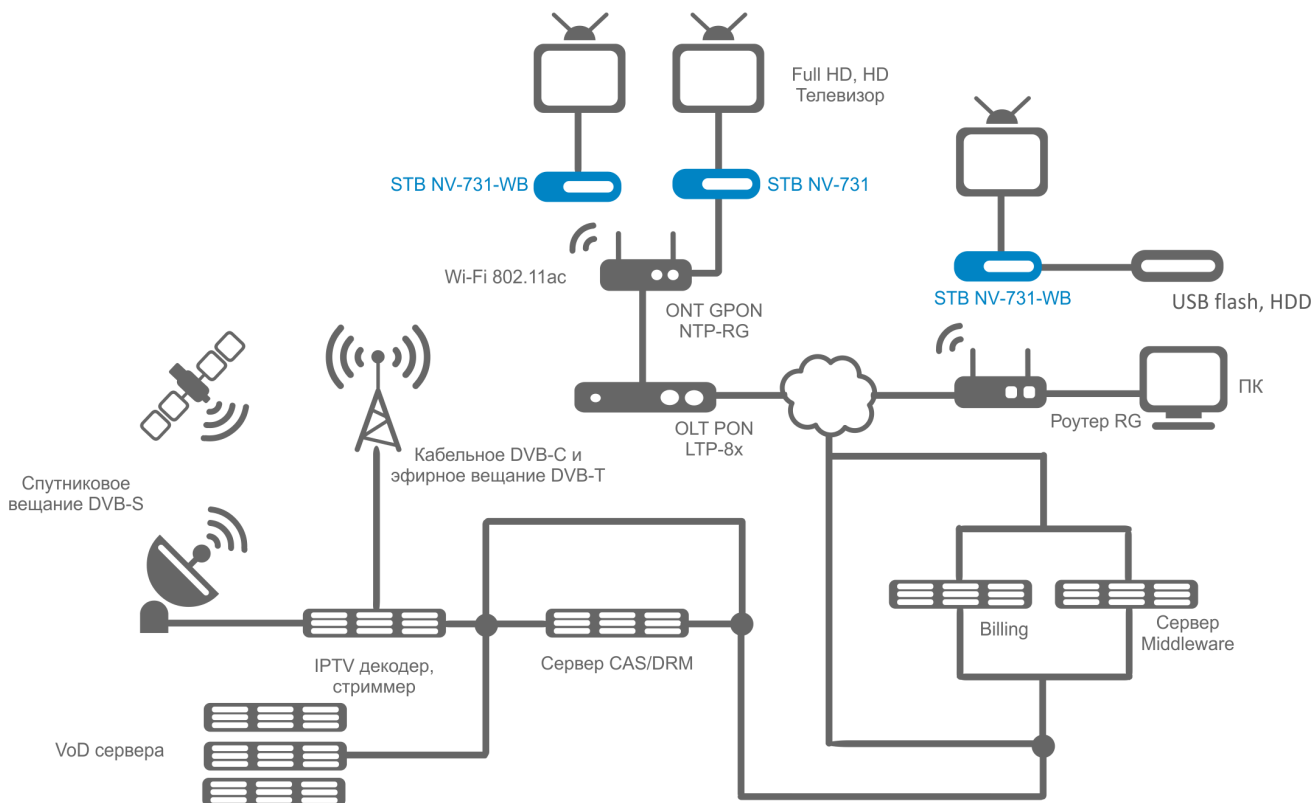 Full HD, HD
Телевизор
STB NV-731-WB
STB NV-731
Wi-Fi 802.11ac
ONT GPON
NTP-RG
STB NV-731-WB
USB flash, HDD
OLT PON
LTP-8x
Роутер RG
ПК
Кабельное DVB-C и
эфирное вещание DVB-T
Спутниковое
вещание DVB-S
IPTV декодер,
стриммер
Сервер CAS/DRM
Billing
Сервер
Middleware
VoD сервера